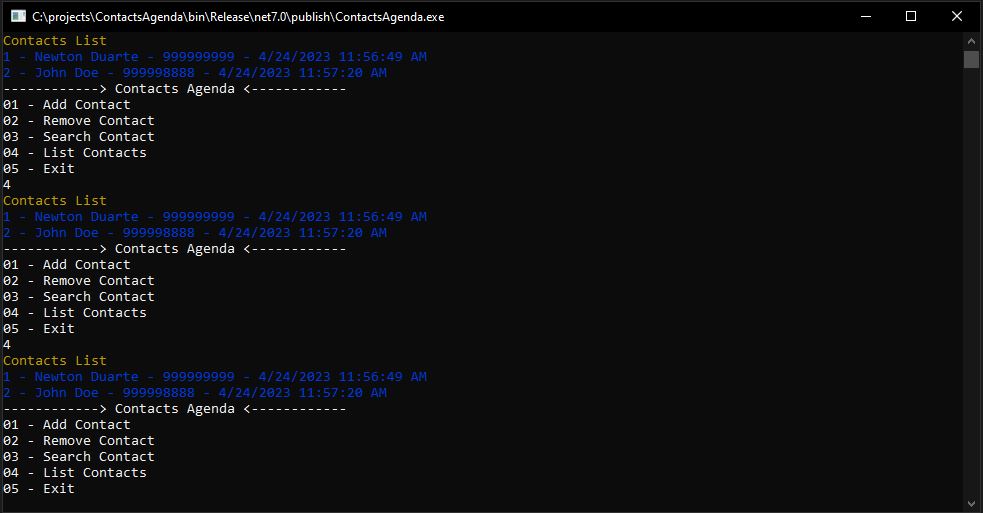 C:\projects\ContactsAgenda\bin\Release\net7.0\publish\ContactsAgenda.exe
Contacts List
1 - Newton Duarte - 999999999 - 4/24/2023 11:56:49 AM
2 - John Doe - 999998888 - 4/24/2023 11:57:20 AM
------------> Contacts Agenda <------------
01 - Add Contact
02 - Remove Contact
03 - Search Contact
04 - List Contacts
05 - Exit
4
Contacts List
1 - Newton Duarte - 999999999 - 4/24/2023 11:56:49 AM
2 - John Doe - 999998888 - 4/24/2023 11:57:20 AM
------------> Contacts Agenda <------------
01 - Add Contact
02 - Remove Contact
03 - Search Contact
04 - List Contacts
05 - Exit
4
Contacts List
1 - Newton Duarte - 999999999 - 4/24/2023 11:56:49 AM
2 - John Doe - 999998888 - 4/24/2023 11:57:20 AM
------------> Contacts Agenda <------------
01 - Add Contact
02 - Remove Contact
03 - Search Contact
04 - List Contacts
05 - Exit